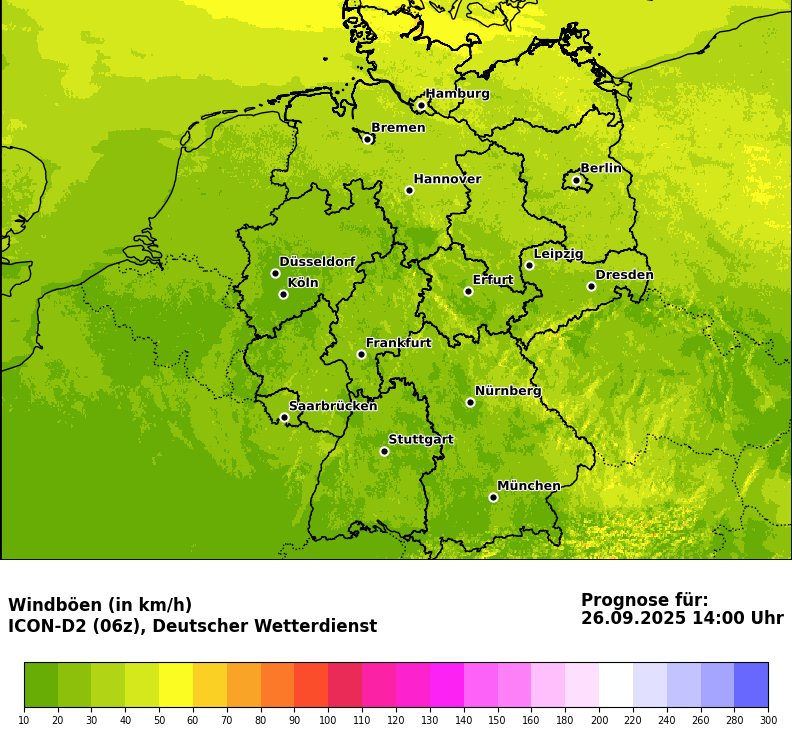 Hamburg
Bremen
Berlin
Hannover
Leipzig
Düsseldorf
Dresden
Köln
Erfurt
Frankfurt
Nürnberg
Saarbrücken
Stuttgart
München
Windböen (in km/h)
ICON-D2 (06z), Deutscher Wetterdienst
Prognose für:
26.09.2025 14:00 Uhr
10 20 30 40 50 60 70 80 90 100 110 120 130 140 150 160 180 200 220 240 260 280 300